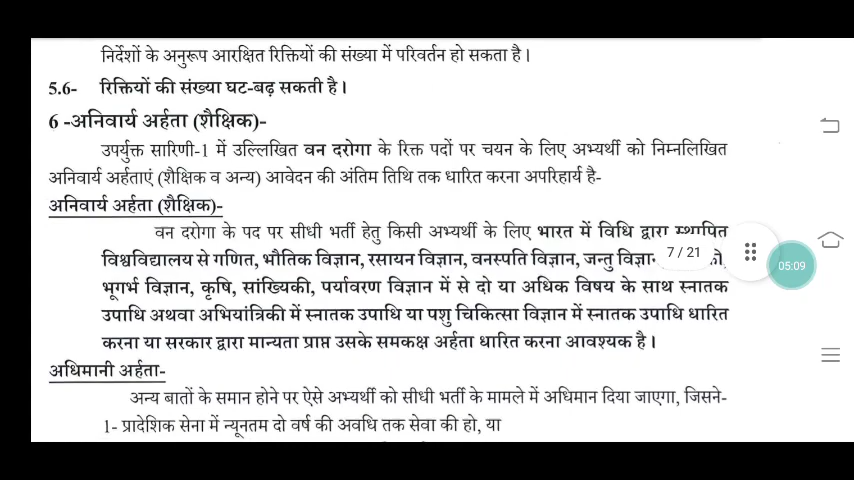 निर्देशों के अनुरूप आरक्षित रिक्तियों की संख्या में परिवर्तन हो सकता है।
5.6- रिक्तियों की संख्या घट-बढ़ सकती है।
6 -अनिवार्य अर्हता (शैक्षिक)-
उपर्युक्त सारिणी-1 में उल्लिखित वन दरोगा के रिक्त पदों पर चयन के लिए अभ्यर्थी को निम्नलिखित
अनिवार्य अर्हताएं (शैक्षिक व अन्य) आवेदन की अंतिम तिथि तक धारित करना अपरिहार्य है-
अनिवार्य अर्हता (शैक्षिक)-
वन दरोगा के पद पर सीधी भर्ती हेतु किसी अभ्यर्थी के लिए भारत में विधि द्वारा स्थापित
विश्वविद्यालय से गणित, भौतिक विज्ञान, रसायन विज्ञान, वनस्पति विज्ञान, जन्तु विज्ञान
7 / 21
05:09
भूगर्भ विज्ञान, कृषि, सांख्यिकी, पर्यावरण विज्ञान में से दो या अधिक विषय के साथ स्नातक
उपाधि अथवा अभियांत्रिकी में स्नातक उपाधि या पशु चिकित्सा विज्ञान में स्नातक उपाधि धारित
करना या सरकार द्वारा मान्यता प्राप्त उसके समकक्ष अर्हता धारित करना आवश्यक है।
अधिमानी अर्हता-
अन्य बातों के समान होने पर ऐसे अभ्यर्थी को सीधी भर्ती के मामले में अधिमान दिया जाएगा, जिसने-
1- प्रादेशिक सेना में न्यूनतम दो वर्ष की अवधि तक सेवा की हो, या